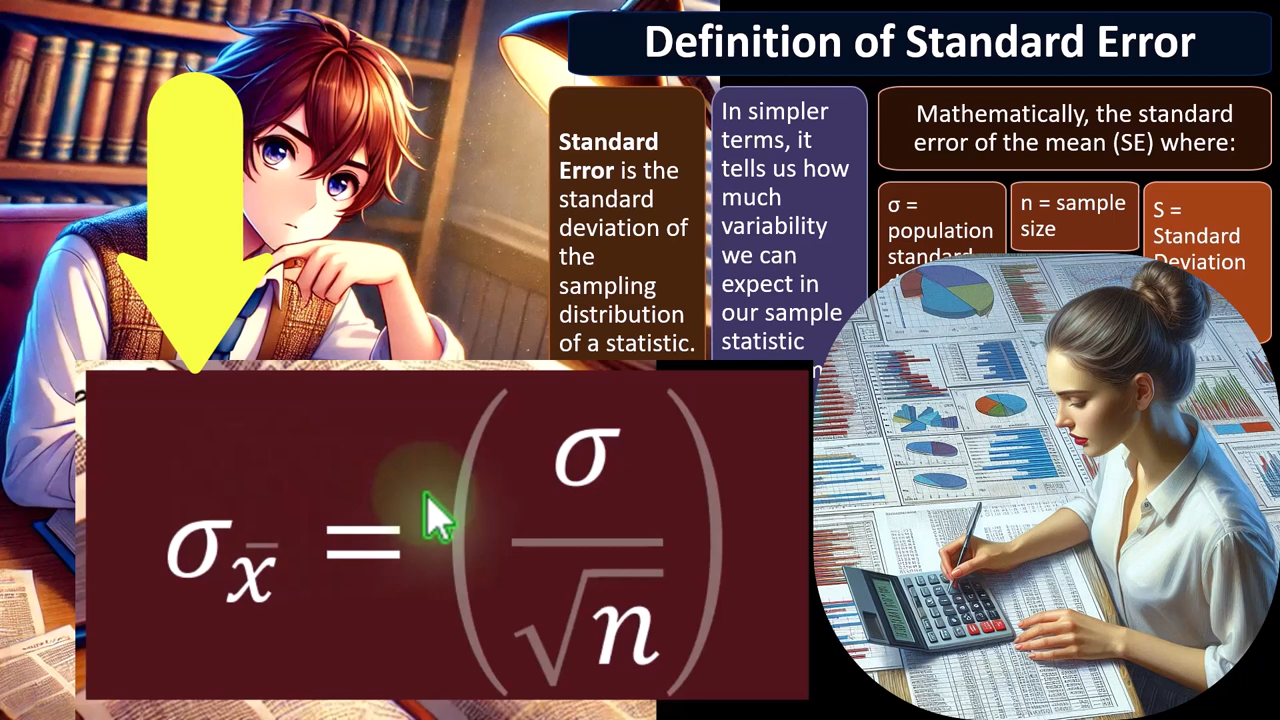 Definition of Standard Error
Standard
Error is the
standard
deviation of
the
sampling
distribution
of a statistic.
In simpler
terms, it
tells us how
much
variability
we can
expect in
our sample
statistic
Mathematically, the standard
error of the mean (SE) where:
σ =
population
standard
n = sample
size
S =
Standard
Deviation
σ_x̄ = (σ/√n)